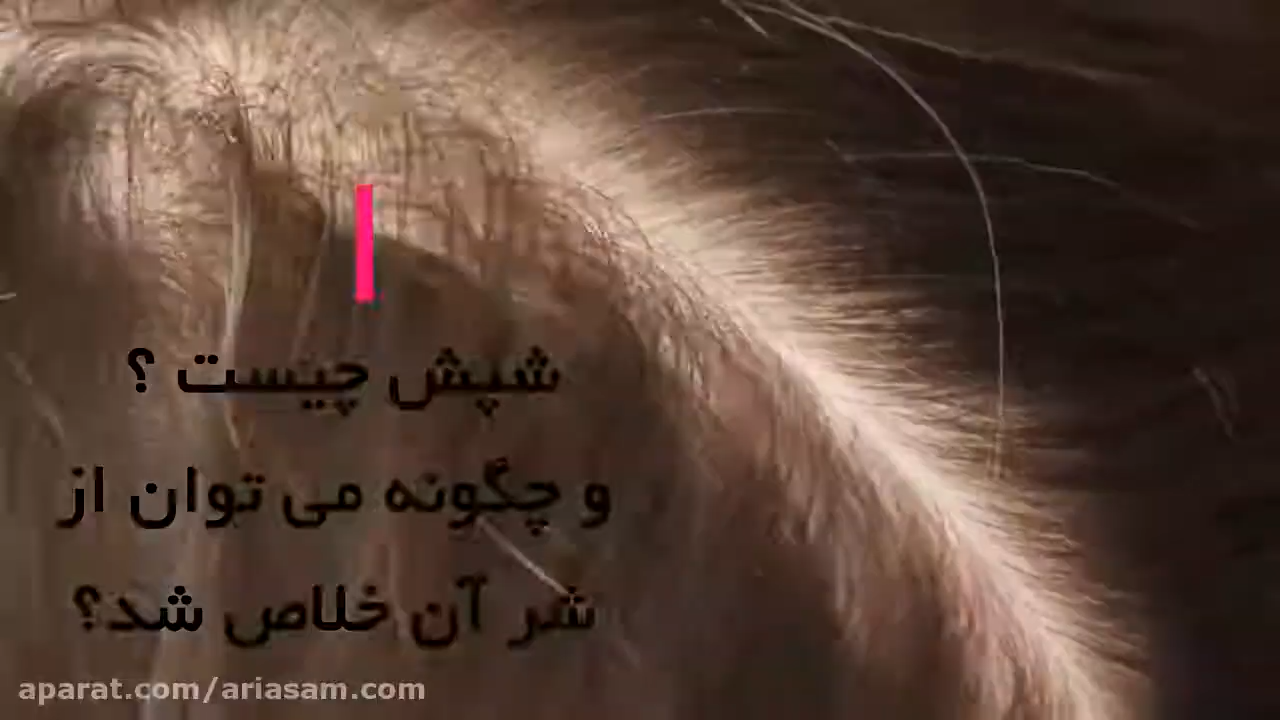 شپش چیست ؟
و چگونه می توان از
شر آن خلاص شد؟
aparat.com/ariasam.com